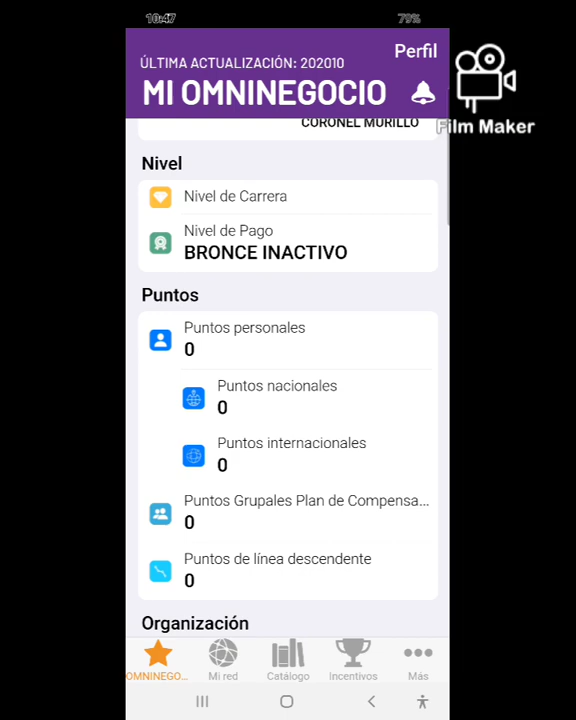 10:47
79%
Perfil
ÚLTIMA ACTUALIZACIÓN: 202010
MI OMNINEGOCIO
Film Maker
CORONEL MURILLO
Nivel
Nivel de Carrera
Nivel de Pago
BRONCE INACTIVO
Puntos
Puntos personales
0
Puntos nacionales
0
Puntos internacionales
0
Puntos Grupales Plan de Compensa...
0
Puntos de línea descendente
0
Organización
OMNINEGO...
Mi red
Catálogo
Incentivos
Más